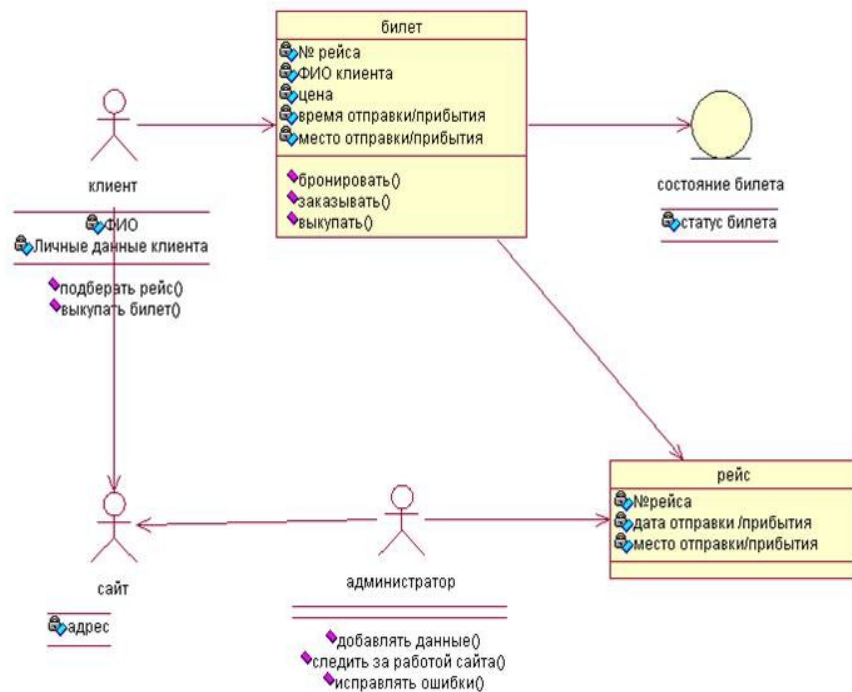 билет
№ рейса
ФИО клиента
цена
время отправки/прибытия
место отправки/прибытия
бронировать()
заказывать()
выкупать()
клиент
ФИО
Личные данные клиента
подберать рейс()
выкупать билет()
состояние билета
статус билета
рейс
№рейса
дата отправки /прибытия
место отправки/прибытия
сайт
адрес
администратор
добавлять данные()
следить за работой сайта()
исправлять ошибки()